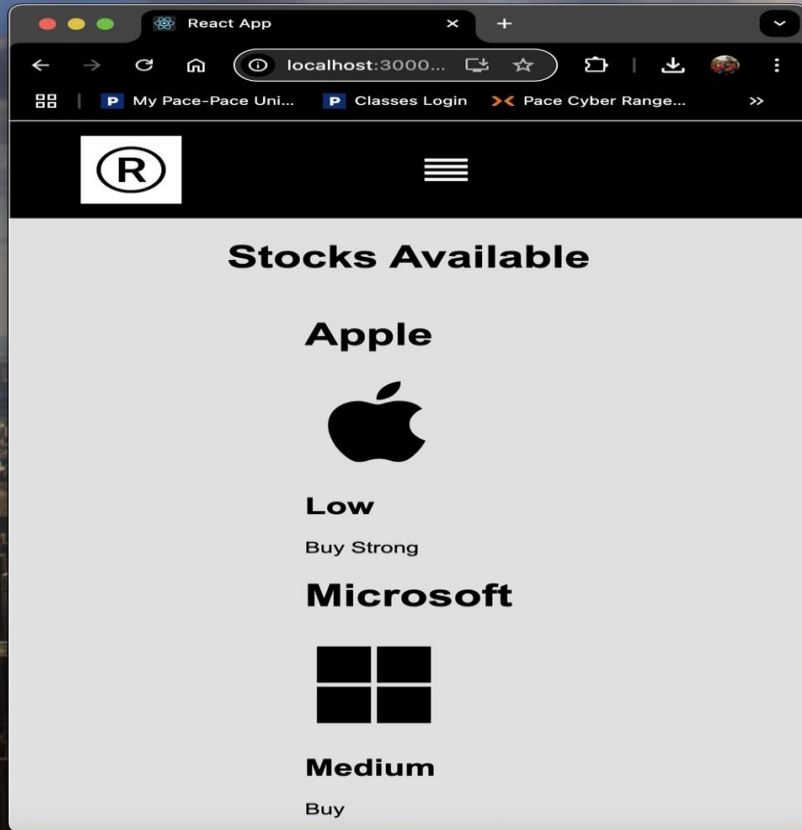 React App
localhost:3000...
My Pace-Pace Uni...
Classes Login
Pace Cyber Range...
®
Stocks Available
Apple
Low
Buy Strong
Microsoft
Medium
Buy